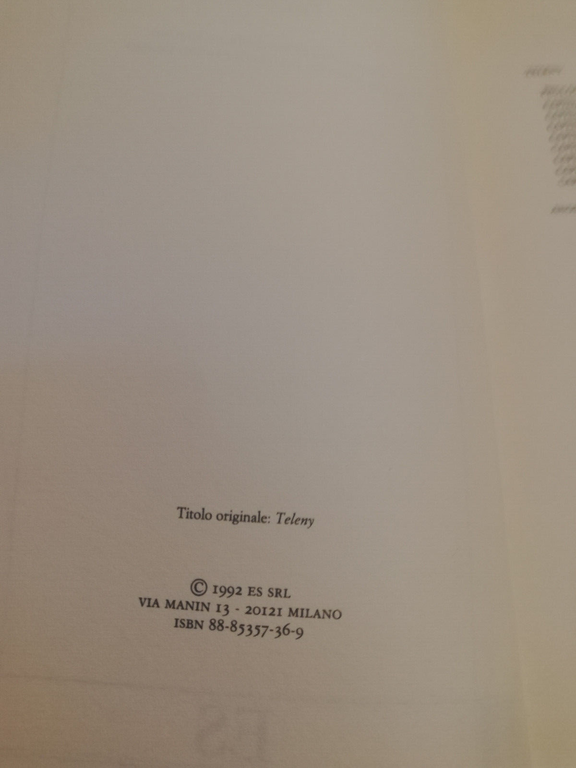 Titolo originale: Teleny
© 1992 ES SRL
VIA MANIN 13 - 20121 MILANO
ISBN 88-85357-36-9